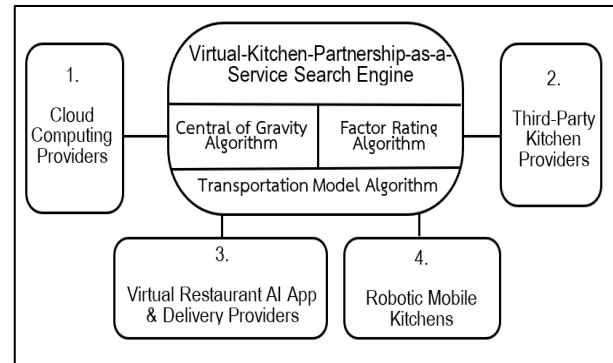 Virtual-Kitchen-Partnership-as-a-
Service Search Engine
Central of Gravity
Algorithm
Factor Rating
Algorithm
Transportation Model Algorithm
1.
Cloud
Computing
Providers
2.
Third-Party
Kitchen
Providers
3.
Virtual Restaurant AI App
& Delivery Providers
4.
Robotic Mobile
Kitchens